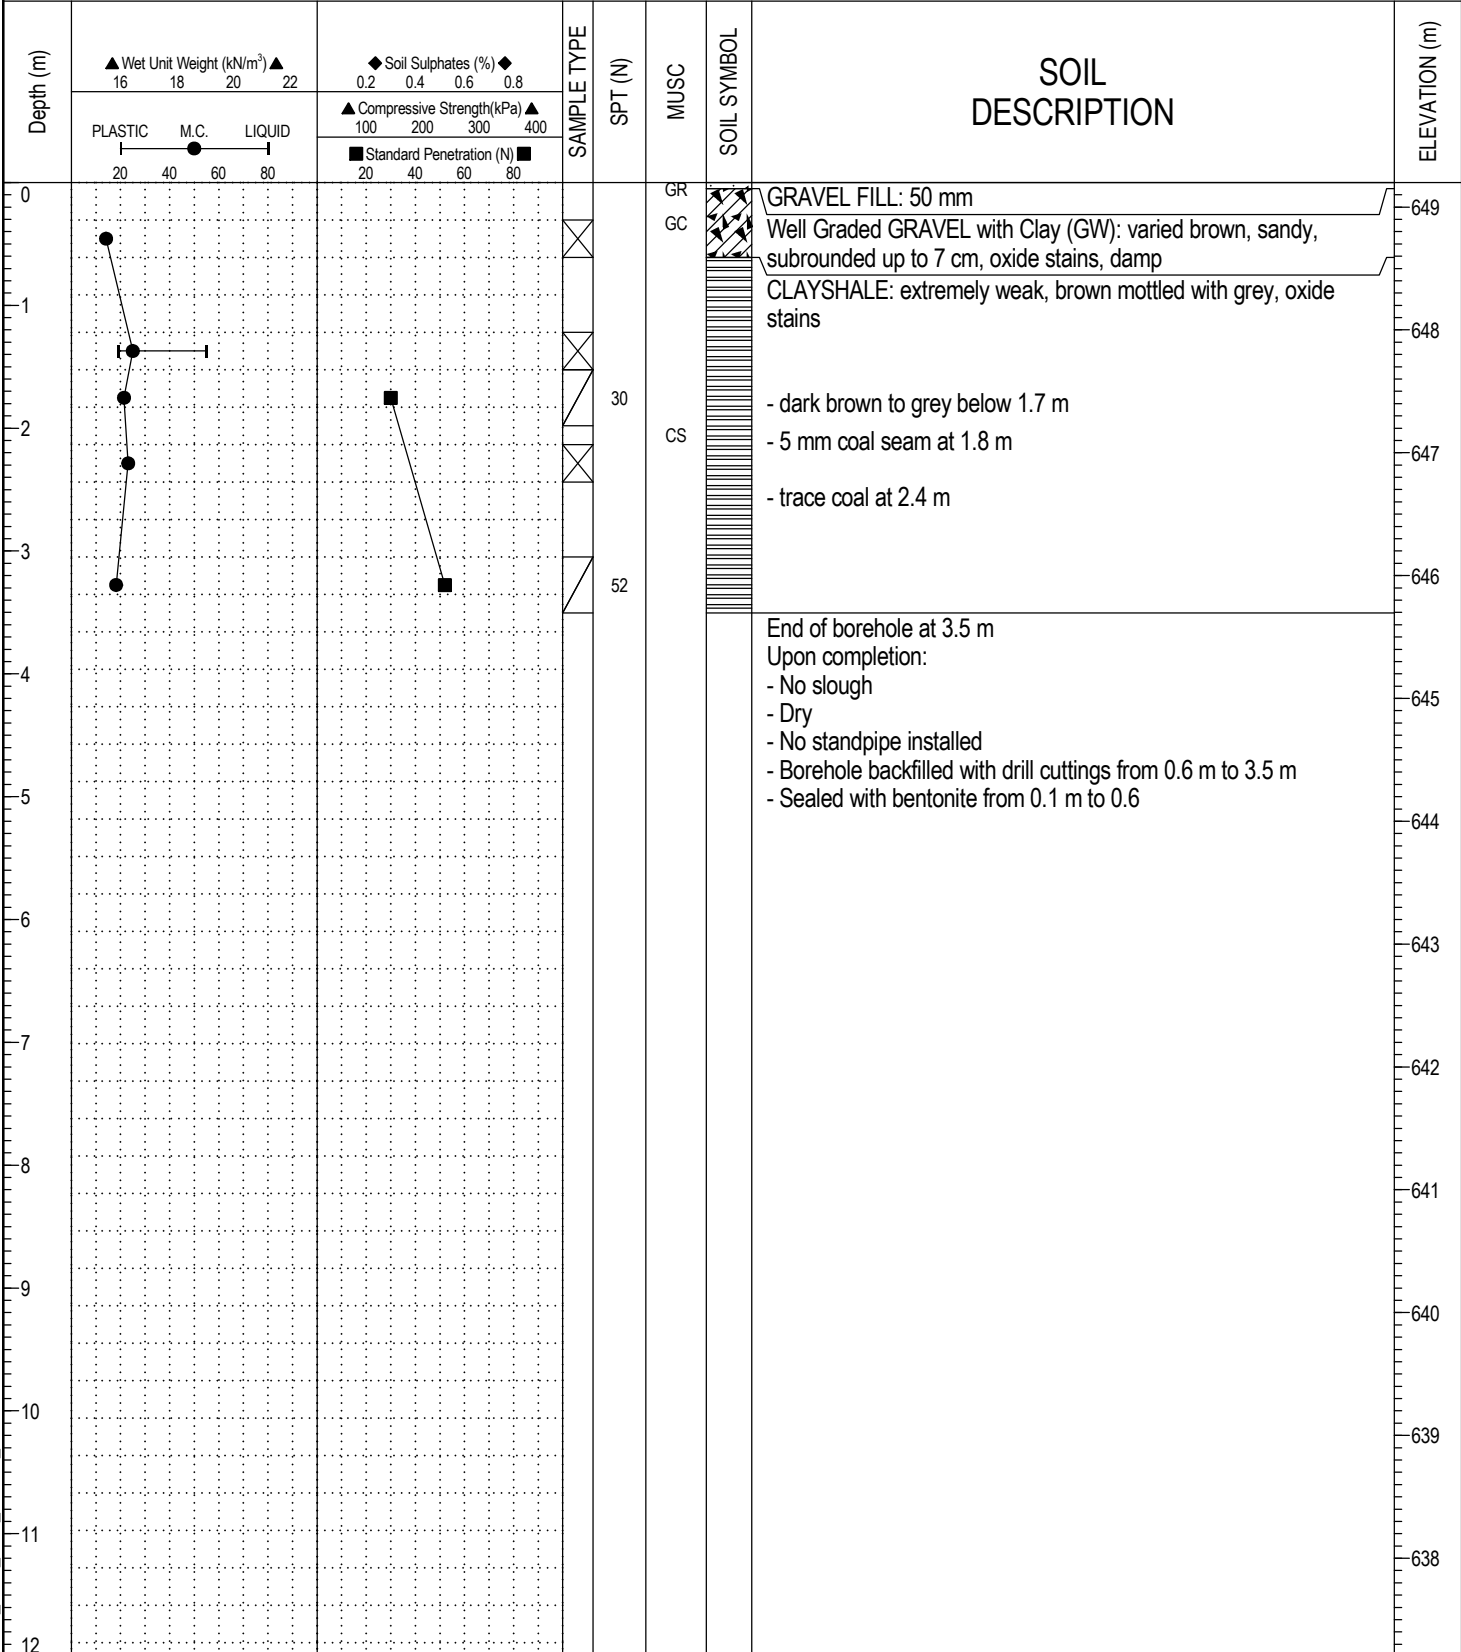 Depth (m)
▲ Wet Unit Weight (kN/m³) ▲
16 18 20 22
PLASTIC M.C. LIQUID
20 40 60 80
◆ Soil Sulphates (%) ◆
0.2 0.4 0.6 0.8
▲ Compressive Strength(kPa) ▲
100 200 300 400
■ Standard Penetration (N) ■
20 40 60 80
SAMPLE TYPE
SPT (N)
MUSC
SOIL SYMBOL
SOIL
DESCRIPTION
ELEVATION (m)
0
1
2
3
4
5
6
7
8
9
10
11
12
30
52
GR
GC
CS
GRAVEL FILL: 50 mm
Well Graded GRAVEL with Clay (GW): varied brown, sandy,
subrounded up to 7 cm, oxide stains, damp
CLAYSHALE: extremely weak, brown mottled with grey, oxide
stains
- dark brown to grey below 1.7 m
- 5 mm coal seam at 1.8 m
- trace coal at 2.4 m
End of borehole at 3.5 m
Upon completion:
- No slough
- Dry
- No standpipe installed
- Borehole backfilled with drill cuttings from 0.6 m to 3.5 m
- Sealed with bentonite from 0.1 m to 0.6
649
648
647
646
645
644
643
642
641
640
639
638